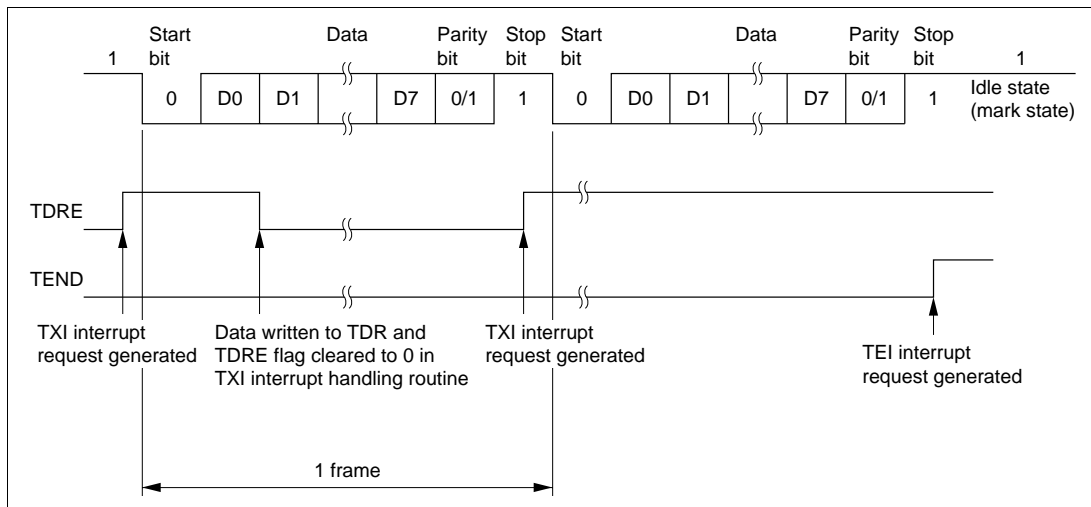 Start bit Data Parity bit Stop bit Start bit Data Parity bit Stop bit
1 1
0 D0 D1 D7 0/1 1 0 D0 D1 D7 0/1 1 Idle state (mark state)
TDRE
TEND
TXI interrupt
request generated
Data written to TDR and
TDRE flag cleared to 0 in
TXI interrupt handling routine
TXI interrupt
request generated
TEI interrupt
request generated
1 frame